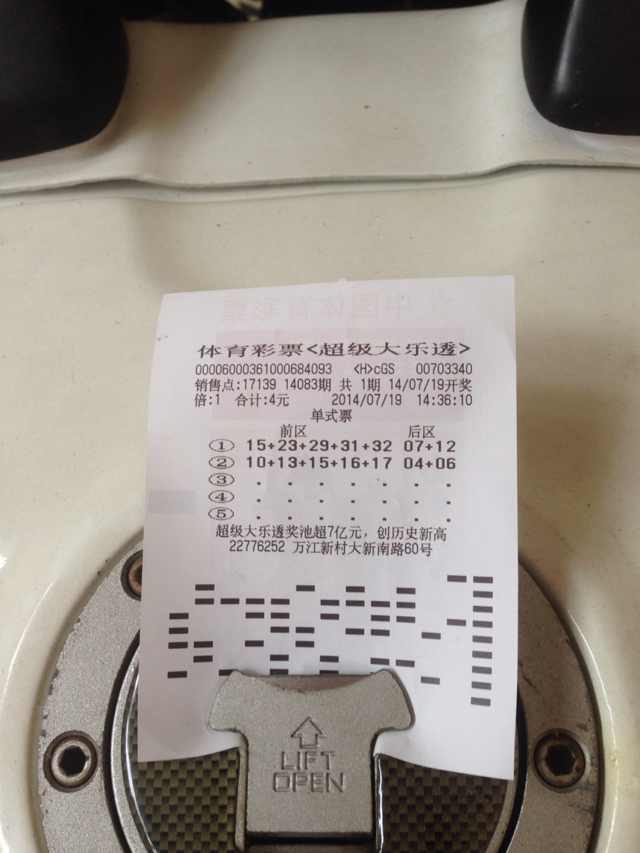 体育彩票<超级大乐透>
00006000361000684093 <H>cGS 00703340
销售点:17139 14083期 共 1期 14/07/19开奖
倍:1 合计:4元 2014/07/19 14:36:10
单式票
前区 后区
① 15+23+29+31+32 07+12
② 10+13+15+16+17 04+06
③ . . . . . . .
④ . . . . . . .
⑤ . . . . . . .
超级大乐透奖池超7亿元，创历史新高
22776252 万江新村大新南路60号
LIFT
OPEN